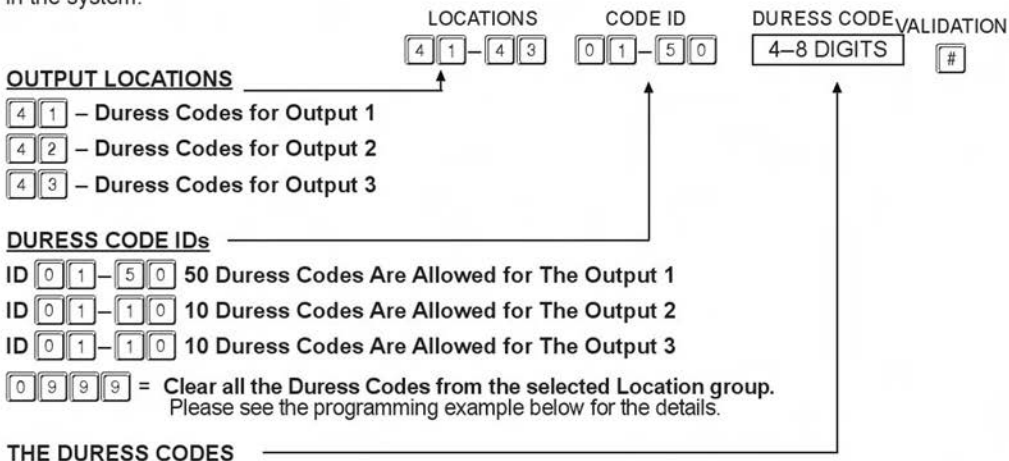 in the system.
LOCATIONS CODE ID DURESS CODE VALIDATION
4 1 – 4 3 0 1 – 5 0 4–8 DIGITS #
OUTPUT LOCATIONS
4 1 – Duress Codes for Output 1
4 2 – Duress Codes for Output 2
4 3 – Duress Codes for Output 3
DURESS CODE IDs
ID 0 1 – 5 0 50 Duress Codes Are Allowed for The Output 1
ID 0 1 – 1 0 10 Duress Codes Are Allowed for The Output 2
ID 0 1 – 1 0 10 Duress Codes Are Allowed for The Output 3
0 9 9 9 = Clear all the Duress Codes from the selected Location group.
Please see the programming example below for the details.
THE DURESS CODES